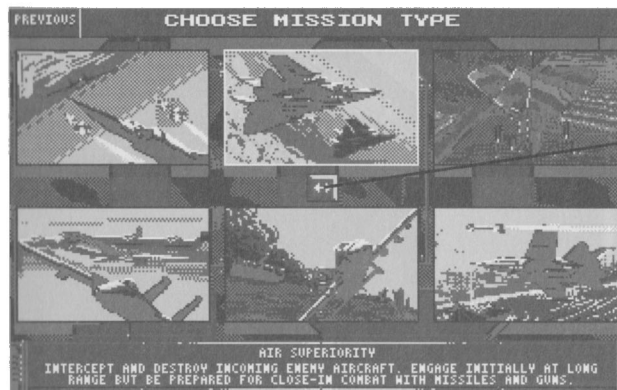 PREVIOUS
CHOOSE MISSION TYPE
AIR SUPERIORITY
INTERCEPT AND DESTROY INCOMING ENEMY AIRCRAFT. ENGAGE INITIALLY AT LONG
RANGE BUT BE PREPARED FOR CLOSE-IN COMBAT WITH MISSILES AND GUNS.